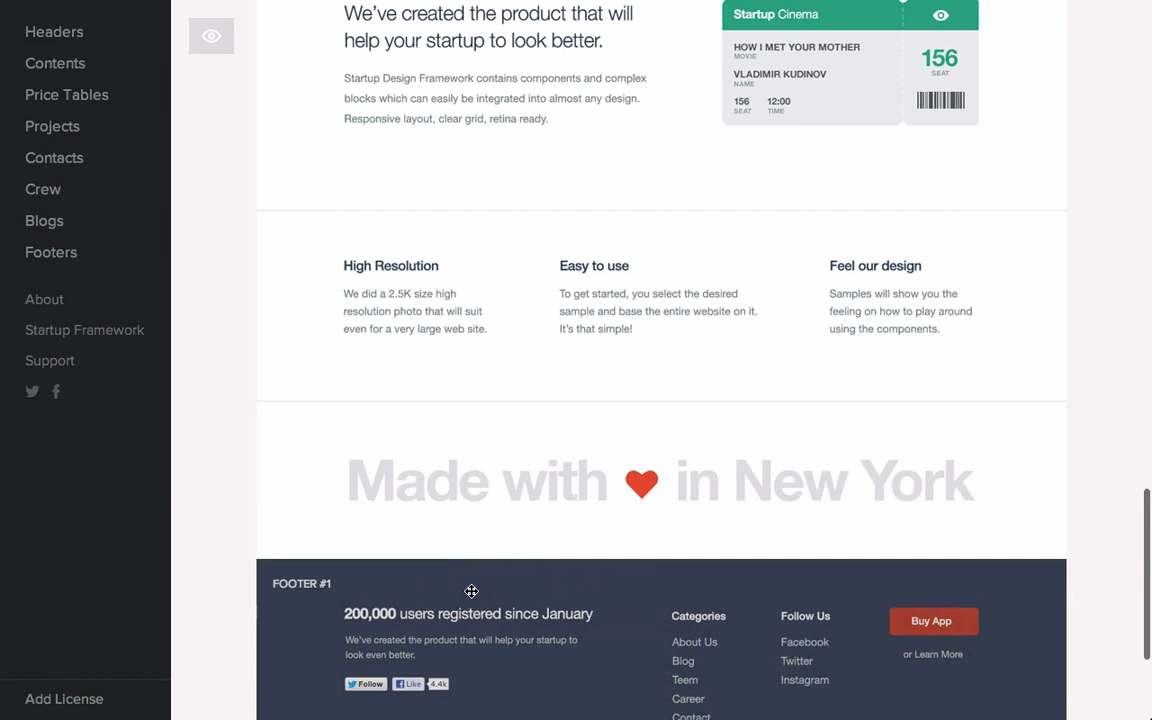 Headers
Contents
Price Tables
Projects
Contacts
Crew
Blogs
Footers
About
Startup Framework
Support
Add License
We've created the product that will
help your startup to look better.
Startup Design Framework contains components and complex
blocks which can easily be integrated into almost any design.
Responsive layout, clear grid, retina ready.
Startup Cinema
HOW I MET YOUR MOTHER
MOVIE
VLADIMIR KUDINOV
NAME
156
SEAT
12:00
TIME
156
SEAT
High Resolution
We did a 2.5K size high
resolution photo that will suit
even for a very large web site.
Easy to use
To get started, you select the desired
sample and base the entire website on it.
It's that simple!
Feel our design
Samples will show you the
feeling on how to play around
using the components.
Made with in New York
FOOTER #1
200,000 users registered since January
We've created the product that will help your startup to
look even better.
Follow
Like
4.4k
Categories
About Us
Blog
Teem
Career
Contact
Follow Us
Facebook
Twitter
Instagram
Buy App
or Learn More